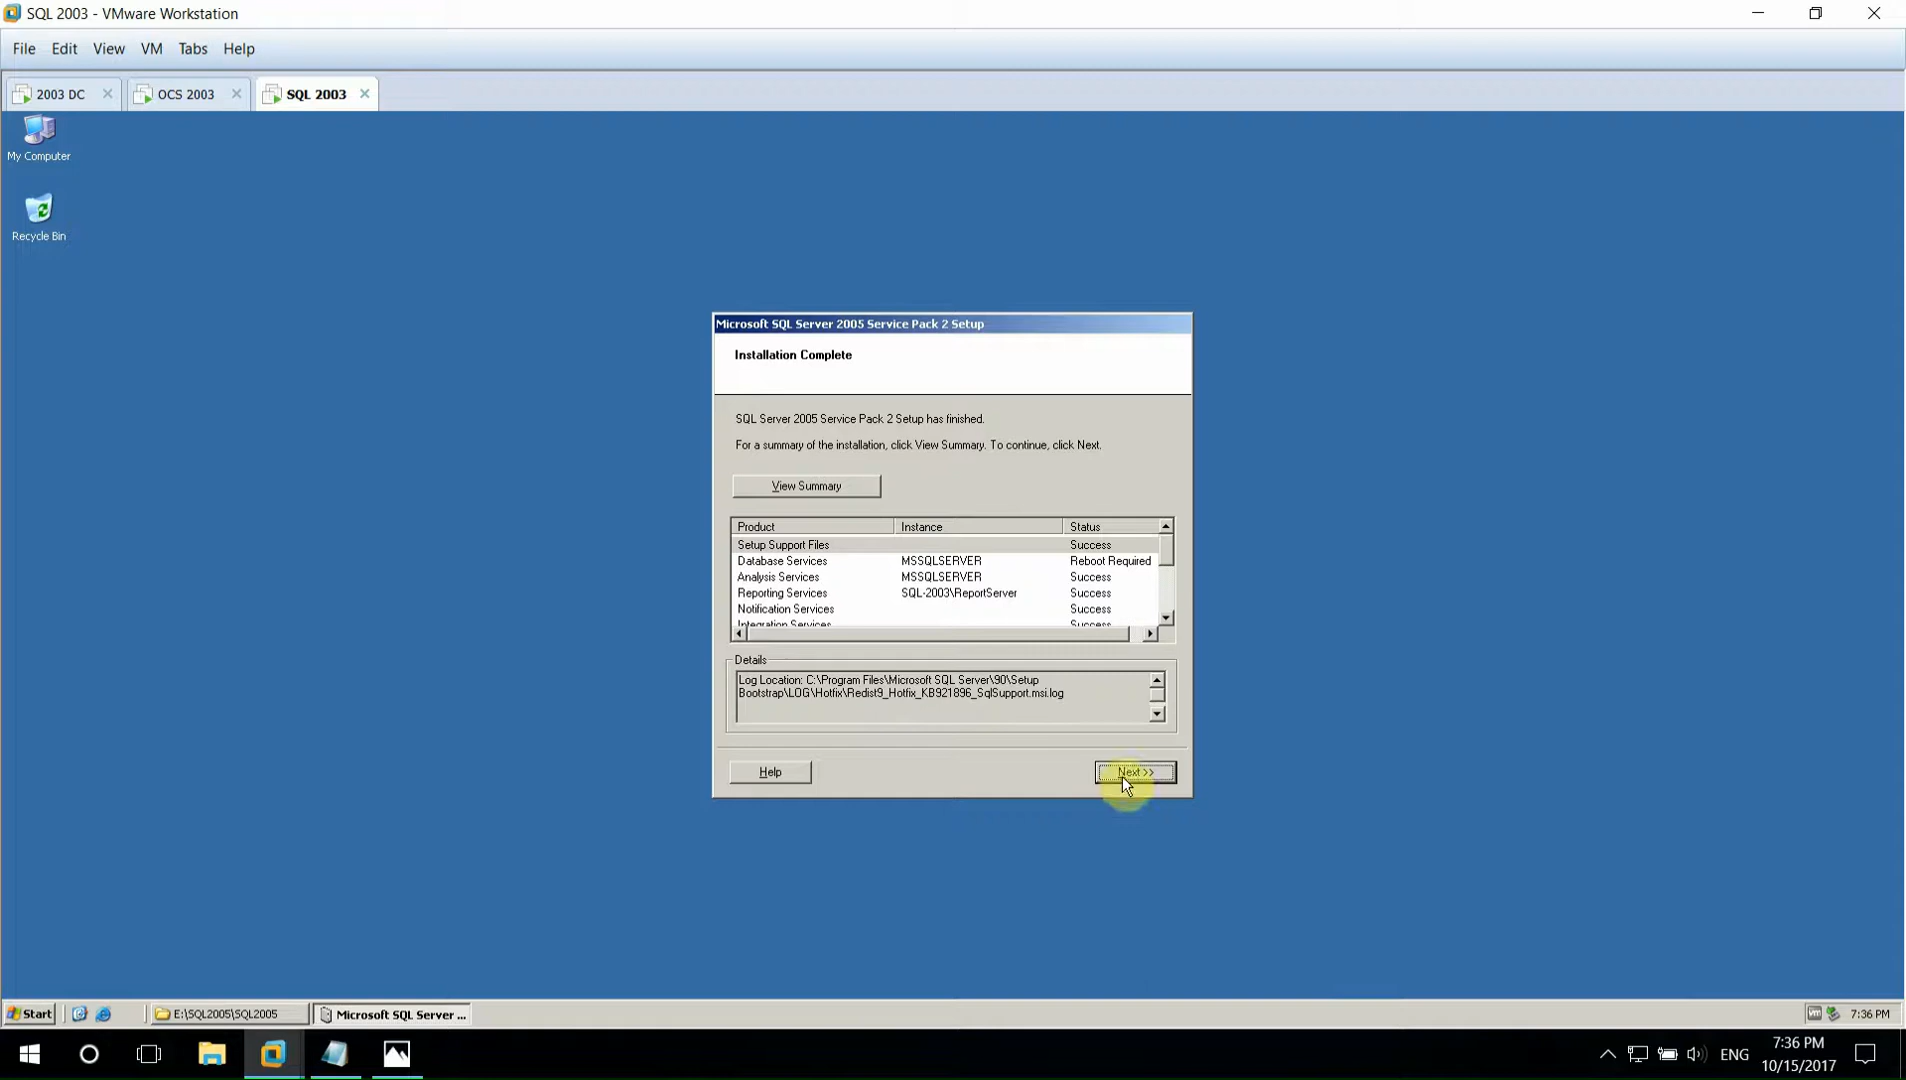 SQL 2003 - VMware Workstation
File Edit View VM Tabs Help
2003 DC OCS 2003 SQL 2003
My Computer
Recycle Bin
Microsoft SQL Server 2005 Service Pack 2 Setup
Installation Complete
SQL Server 2005 Service Pack 2 Setup has finished.
For a summary of the installation, click View Summary. To continue, click Next.
View Summary
Product Instance Status
Setup Support Files Success
Database Services MSSQLSERVER Reboot Required
Analysis Services MSSQLSERVER Success
Reporting Services SQL-2003\ReportServer Success
Notification Services Success
Integration Services Success
Details
Log Location: C:\Program Files\Microsoft SQL Server\90\Setup
Bootstrap\LOG\Hotfix\Redist9_Hotfix_KB921896_SqlSupport.msi.log
Help Next >>
Start E:\SQL2005\SQL2005 Microsoft SQL Server ... vm 7:36 PM
ENG 7:36 PM
10/15/2017